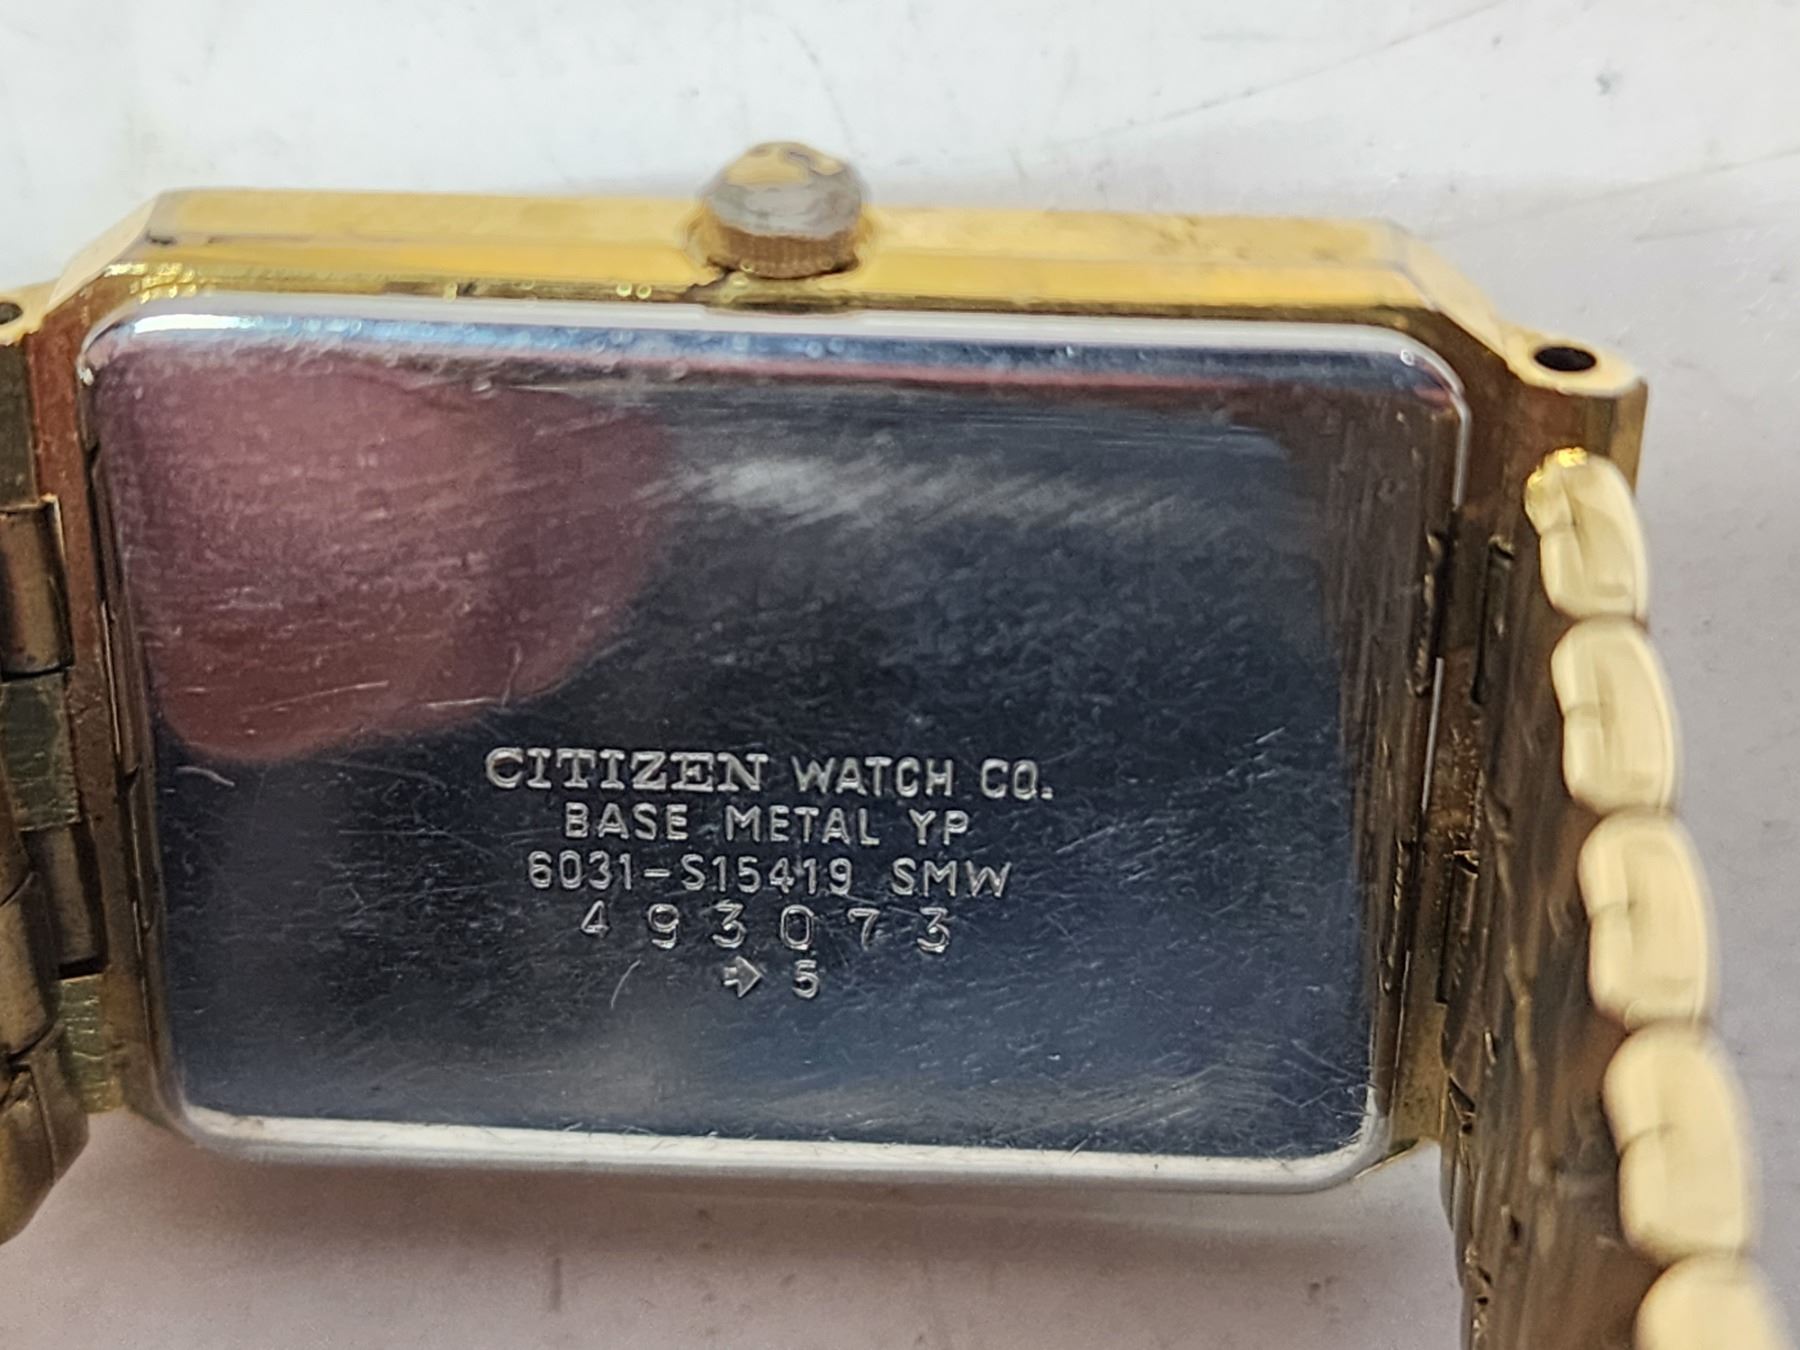 CITIZEN WATCH CO.
BASE METAL YP
6031-S15419 SMW
493073
➔ 5